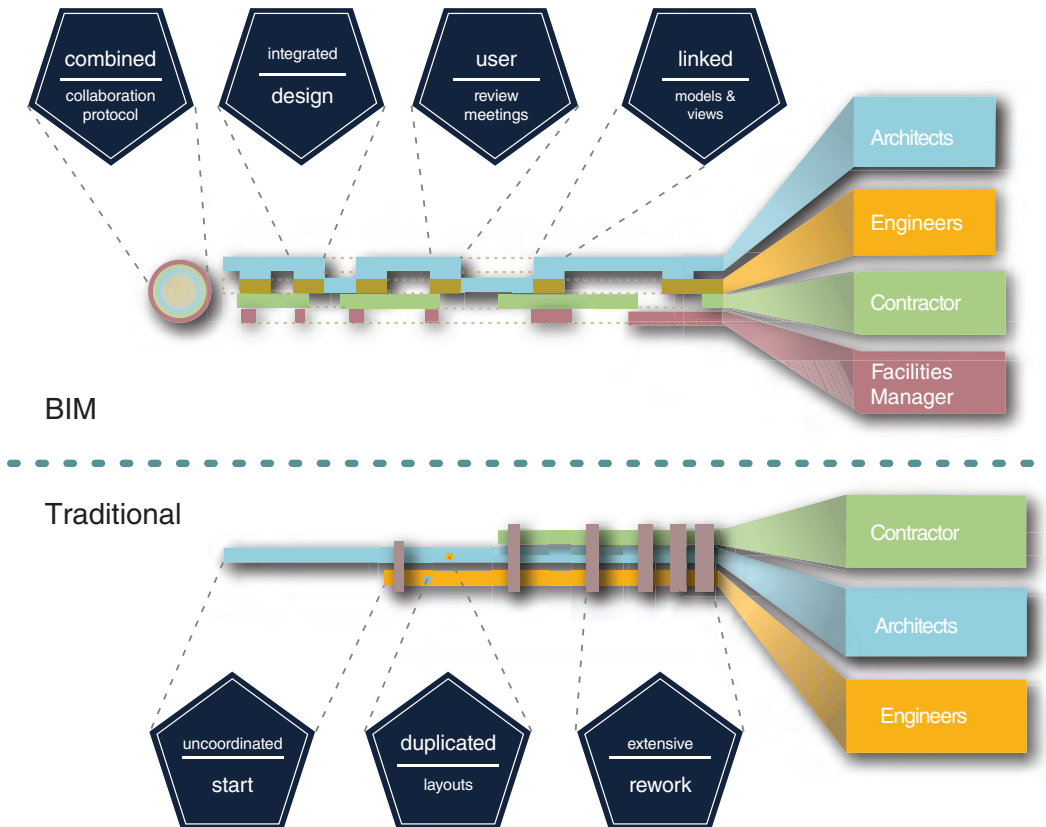 combined
collaboration
protocol
integrated
design
user
review
meetings
linked
models &
views
Architects
Engineers
Contractor
Facilities
Manager
BIM
Traditional
Contractor
Architects
Engineers
uncoordinated
start
duplicated
layouts
extensive
rework